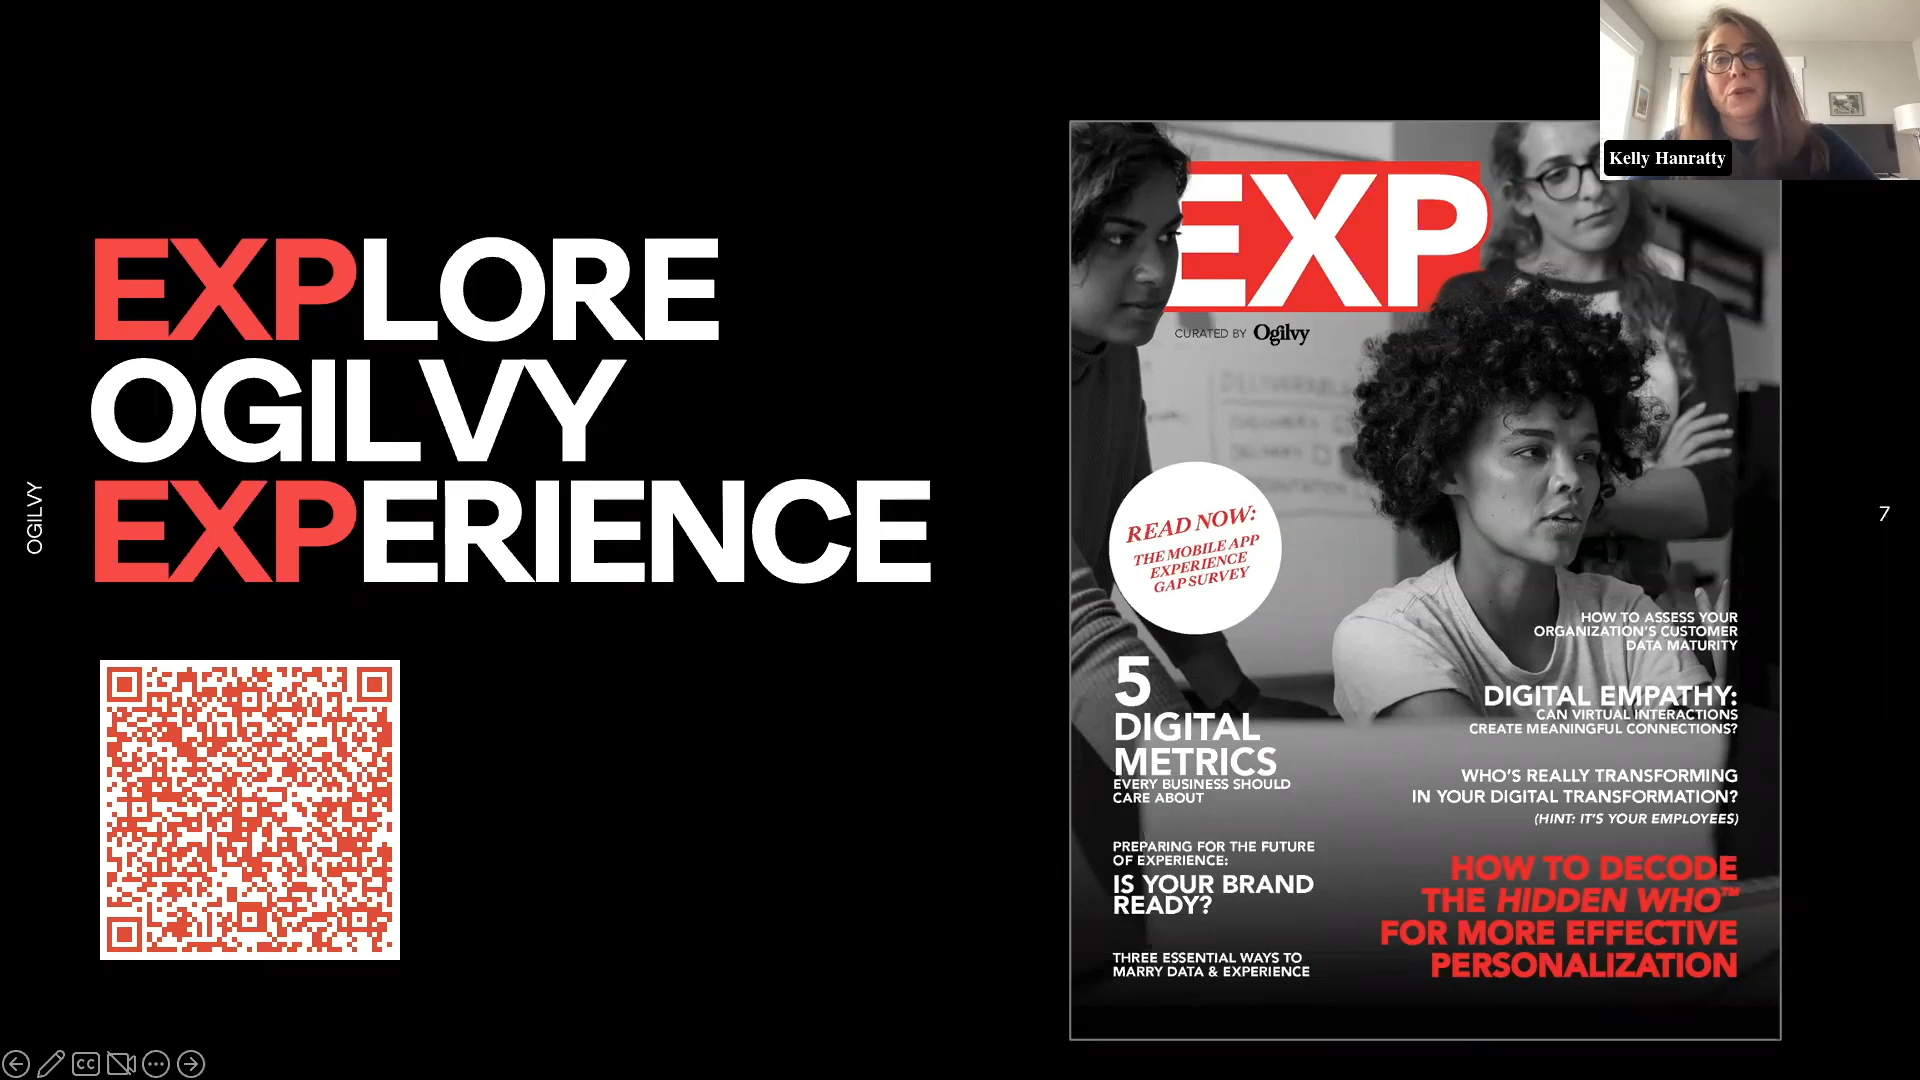 Kelly Hanratty
EXPLORE
OGILVY
EXPERIENCE
OGILVY
7
EXP
CURATED BY Ogilvy
READ NOW:
THE MOBILE APP
EXPERIENCE
GAP SURVEY
5
DIGITAL
METRICS
EVERY BUSINESS SHOULD
CARE ABOUT
PREPARING FOR THE FUTURE
OF EXPERIENCE:
IS YOUR BRAND
READY?
THREE ESSENTIAL WAYS TO
MARRY DATA & EXPERIENCE
HOW TO ASSESS YOUR
ORGANIZATION'S CUSTOMER
DATA MATURITY
DIGITAL EMPATHY:
CAN VIRTUAL INTERACTIONS
CREATE MEANINGFUL CONNECTIONS?
WHO'S REALLY TRANSFORMING
IN YOUR DIGITAL TRANSFORMATION?
(HINT: IT'S YOUR EMPLOYEES)
HOW TO DECODE
THE HIDDEN WHO™
FOR MORE EFFECTIVE
PERSONALIZATION
CC